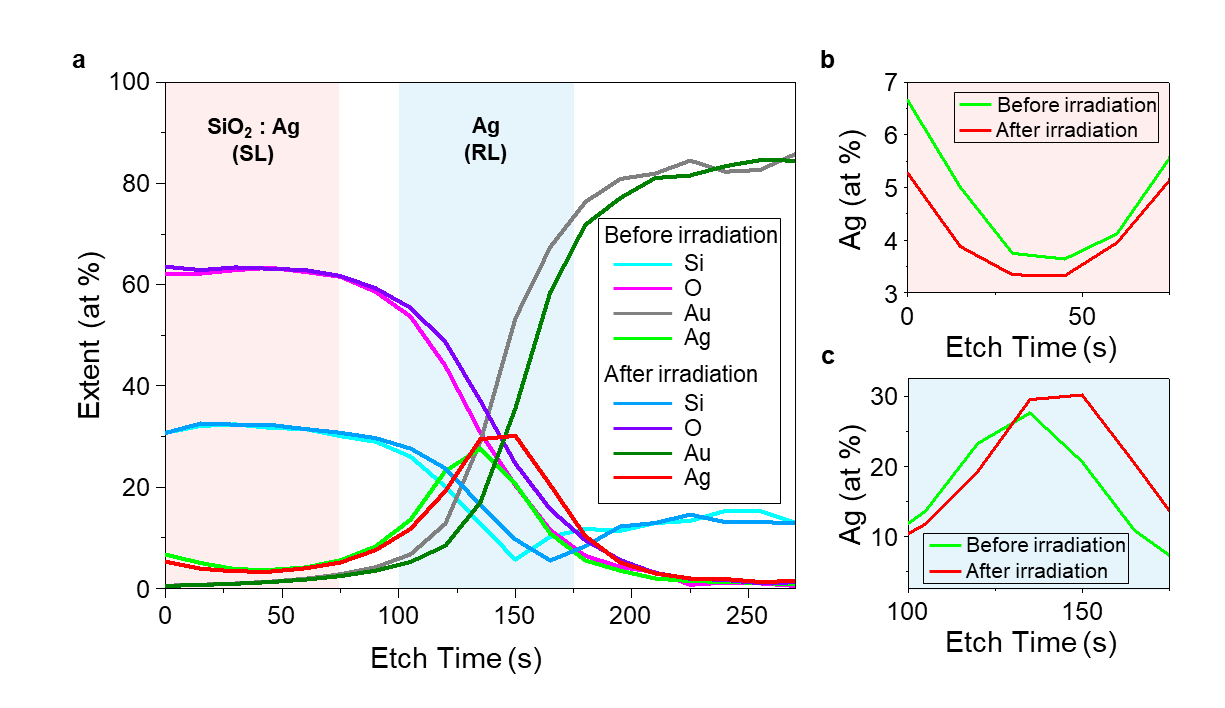 a
Extent (at %)
100
80
60
40
20
0
SiO₂ : Ag
(SL)
Ag
(RL)
Before irradiation
Si
O
Au
Ag
After irradiation
Si
O
Au
Ag
0 50 100 150 200 250
Etch Time (s)
b
Ag (at %)
7
6
5
4
3
Before irradiation
After irradiation
0 50
Etch Time (s)
c
Ag (at %)
30
20
10
Before irradiation
After irradiation
100 150
Etch Time (s)